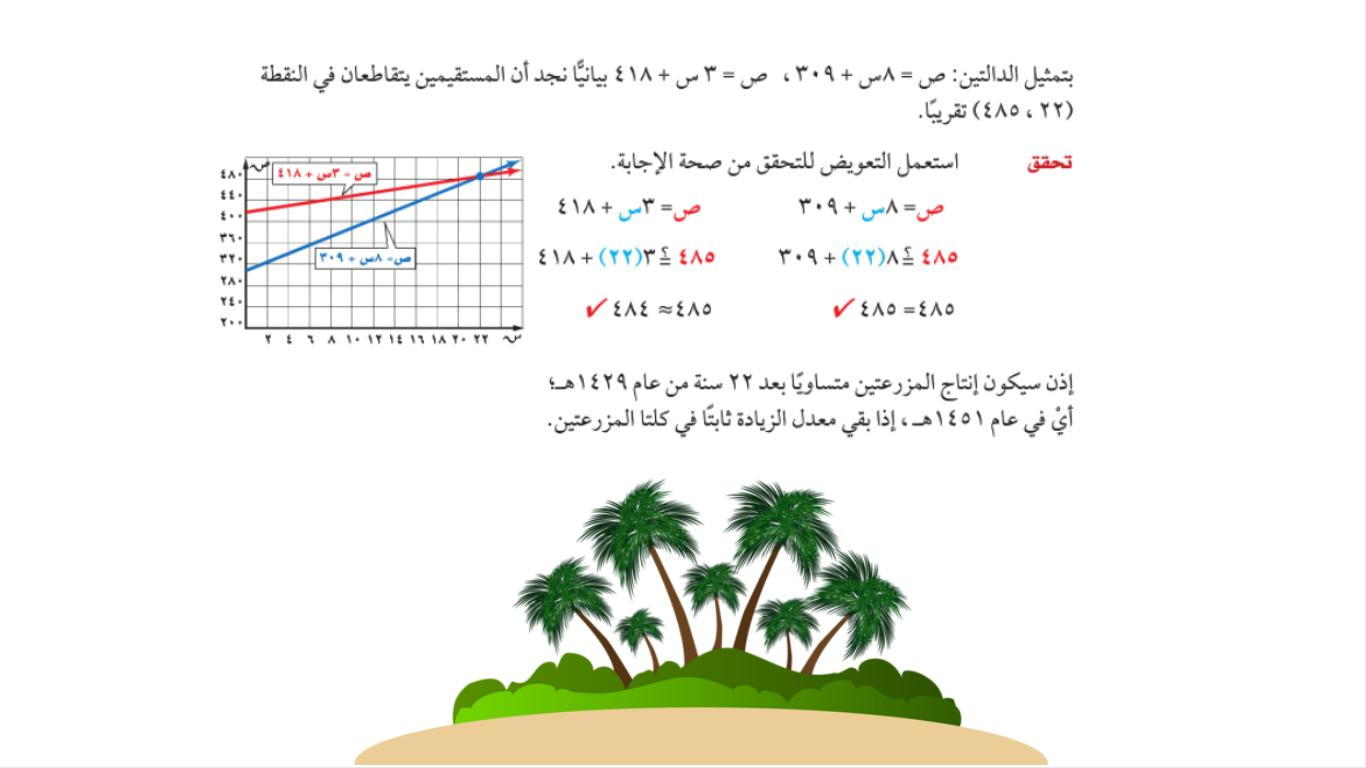 بتمثيل الدالتين: ص = ٨س + ٣٠٩ ، ص = ٣ س + ٤١٨ بيانيًّا نجد أن المستقيمين يتقاطعان في النقطة
(٢٢ ، ٤٨٥) تقريبًا.
تحقق استعمل التعويض للتحقق من صحة الإجابة.
ص = ٨س + ٣٠٩
ص = ٣س + ٤١٨
٤٨٥ ≟ ٨(٢٢) + ٣٠٩
٤٨٥ ≟ ٣(٢٢) + ٤١٨
٤٨٥ = ٤٨٥ ✓
٤٨٥ ≈ ٤٨٤ ✓
ص
ص = ٣س + ٤١٨
ص = ٨س + ٣٠٩
٤٨٠
٤٤٠
٤٠٠
٣٦٠
٣٢٠
٢٨٠
٢٤٠
٢٠٠
٢ ٤ ٦ ٨ ١٠ ١٢ ١٤ ١٦ ١٨ ٢٠ ٢٢ س
إذن سيكون إنتاج المزرعتين متساويًا بعد ٢٢ سنة من عام ١٤٢٩هـ؛
أيْ في عام ١٤٥١هـ ، إذا بقي معدل الزيادة ثابتًا في كلتا المزرعتين.